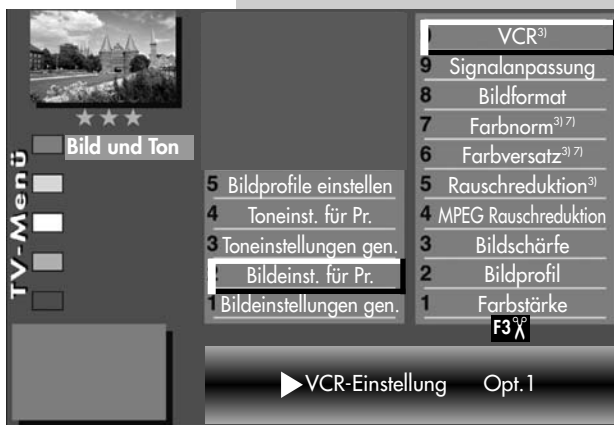 TV-Menü
Bild und Ton
5 Bildprofile einstellen
4 Toneinst. für Pr.
3 Toneinstellungen gen.
2 Bildeinst. für Pr.
1 Bildeinstellungen gen.
VCR3)
9 Signalanpassung
8 Bildformat
7 Farbnorm3) 7)
6 Farbversatz3) 7)
5 Rauschreduktion3)
4 MPEG Rauschreduktion
3 Bildschärfe
2 Bildprofil
1 Farbstärke
F3
VCR-Einstellung Opt.1